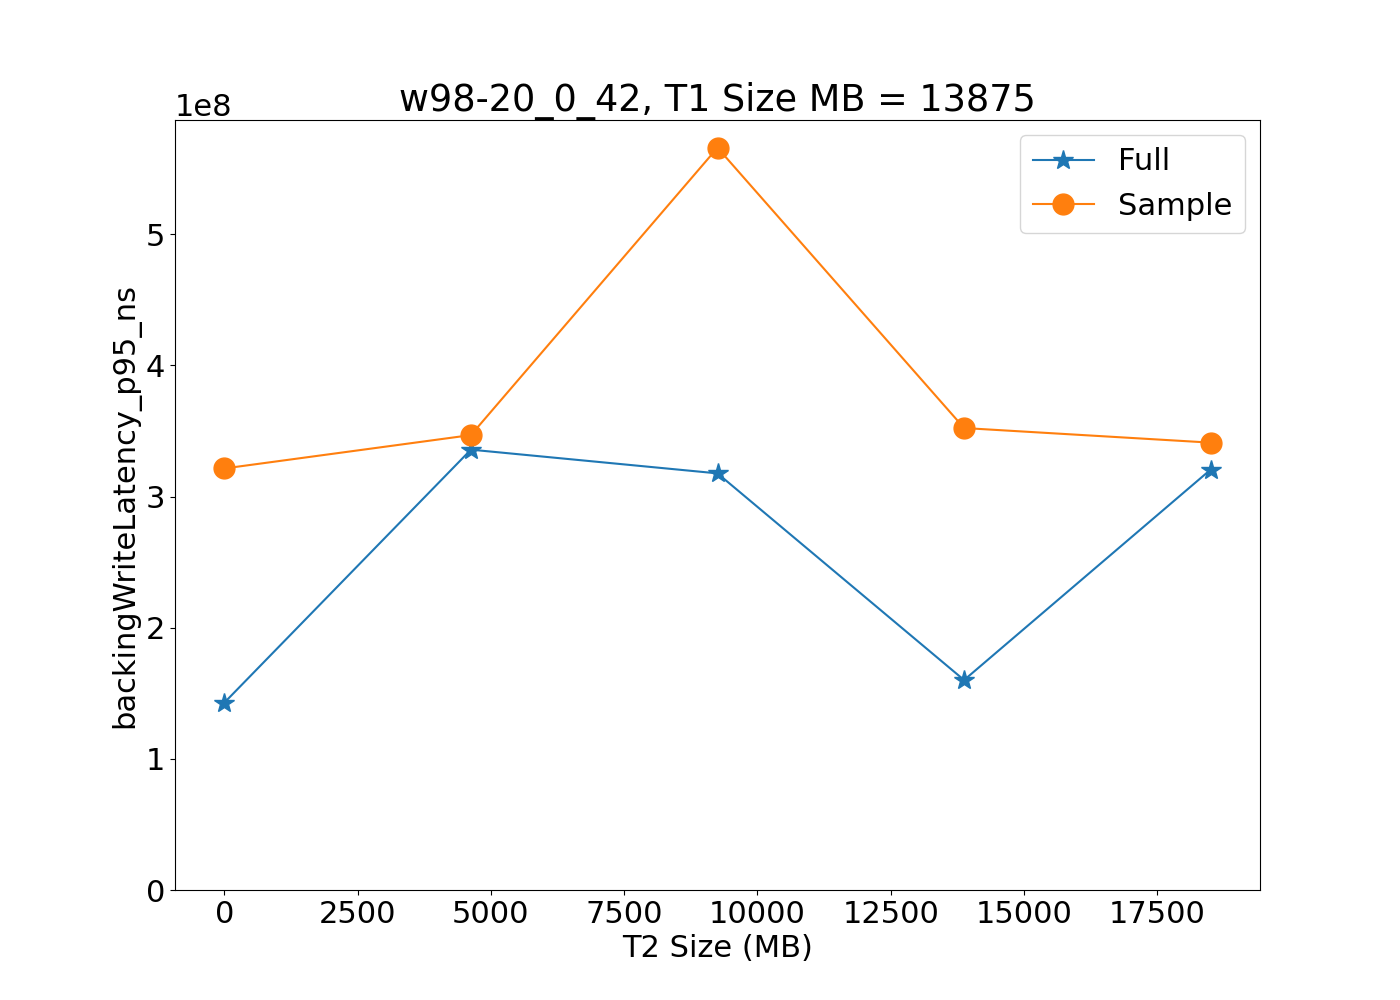 w98-20_0_42, T1 Size MB = 13875
1e8
Full
Sample
backingWriteLatency_p95_ns
5
4
3
2
1
0
0 2500 5000 7500 10000 12500 15000 17500
T2 Size (MB)